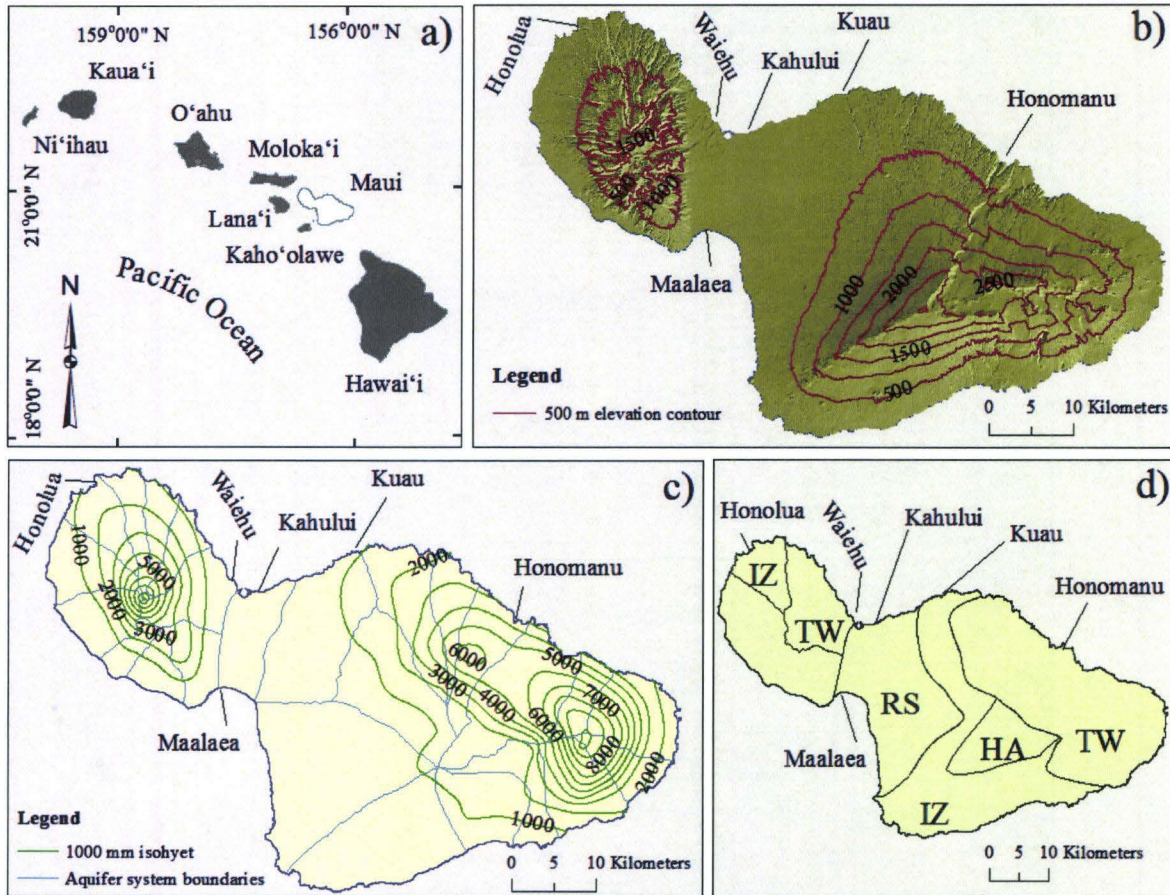 159°0'0" N
156°0'0" N
a)
Kaua'i
Ni'ihau
O'ahu
Moloka'i
Maui
Lana'i
Kaho'olawe
21°0'0" N
Pacific Ocean
N
Hawai'i
18°0'0" N
b)
Honolua
Waiehu
Kuau
Kahului
Honomanu
Maalaea
1500
500
1000
1000
2000
2500
1500
500
Legend
500 m elevation contour
0 5 10 Kilometers
c)
Honolua
Waiehu
Kuau
Kahului
Honomanu
Maalaea
1000
5000
2000
3000
2000
6000
5000
3000
4000
7000
6000
8000
2000
1000
Legend
1000 mm isohyet
Aquifer system boundaries
0 5 10 Kilometers
d)
Honolua
Waiehu
Kahului
Kuau
Honomanu
IZ
TW
RS
HA
TW
Maalaea
IZ
0 5 10 Kilometers